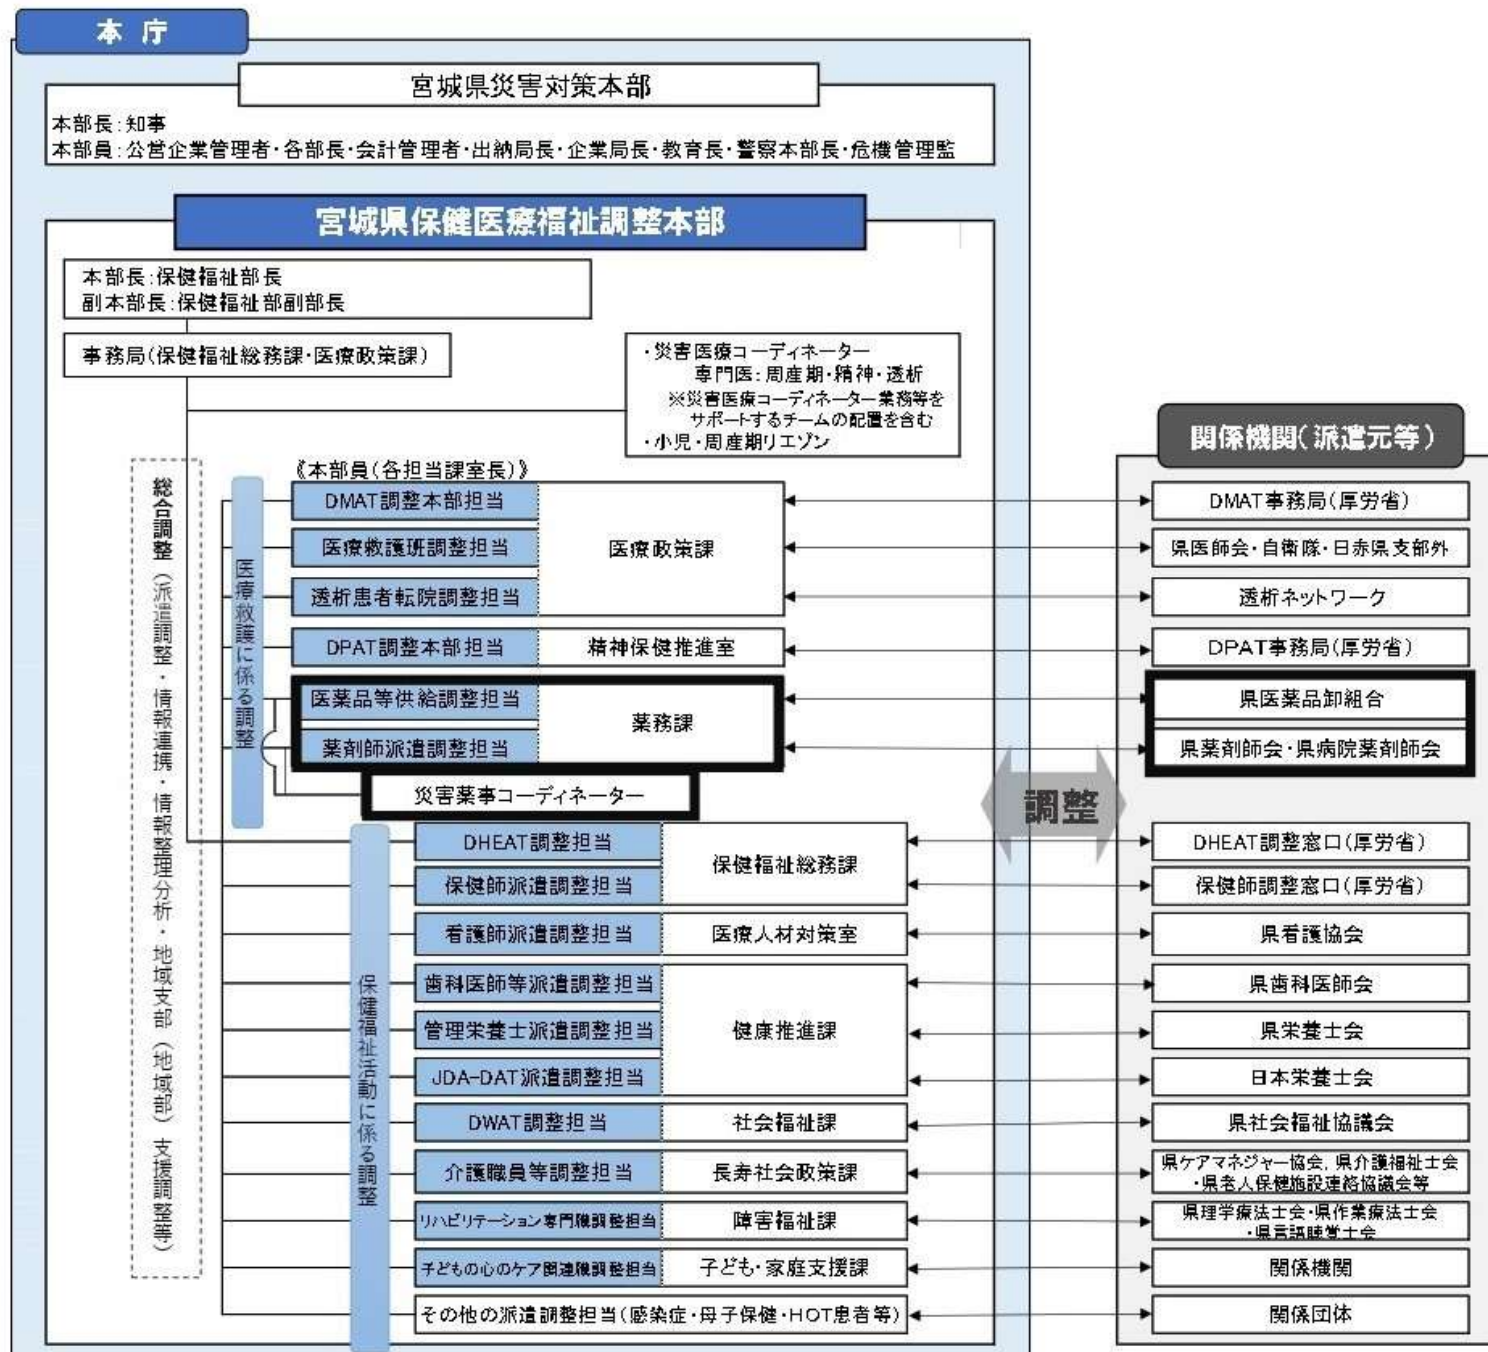 本 庁
宮城県災害対策本部
本部長:知事
本部員:公営企業管理者・各部長・会計管理者・出納局長・企業局長・教育長・警察本部長・危機管理監
宮城県保健医療福祉調整本部
本部長:保健福祉部長
副本部長:保健福祉部副部長
事務局(保健福祉総務課・医療政策課)
・災害医療コーディネーター
専門医:周産期・精神・透析
※災害医療コーディネーター業務等を
サポートするチームの配置を含む
・小児・周産期リエゾン
関係機関(派遣元等)
総合調整(派遣調整・情報連携・情報整理分析・地域支部(地域部)支援調整等)
《本部員(各担当課室長)》
医療救護に係る調整
DMAT調整本部担当
医療政策課
DMAT事務局(厚労省)
医療救護班調整担当
県医師会・自衛隊・日赤県支部外
透析患者転院調整担当
透析ネットワーク
DPAT調整本部担当
精神保健推進室
DPAT事務局(厚労省)
医薬品等供給調整担当
薬務課
県医薬品卸組合
薬剤師派遣調整担当
県薬剤師会・県病院薬剤師会
災害薬事コーディネーター
調整
保健福祉活動に係る調整
DHEAT調整担当
保健福祉総務課
DHEAT調整窓口(厚労省)
保健師派遣調整担当
保健師調整窓口(厚労省)
看護師派遣調整担当
医療人材対策室
県看護協会
歯科医師等派遣調整担当
健康推進課
県歯科医師会
管理栄養士派遣調整担当
県栄養士会
JDA-DAT派遣調整担当
日本栄養士会
DWAT調整担当
社会福祉課
県社会福祉協議会
介護職員等調整担当
長寿社会政策課
県ケアマネジャー協会,県介護福祉士会
・県老人保健施設連絡協議会等
リハビリテーション専門職調整担当
障害福祉課
県理学療法士会・県作業療法士会
・県言語聴覚士会
子どもの心のケア関連職調整担当
子ども・家庭支援課
関係機関
その他の派遣調整担当(感染症・母子保健・HOT患者等)
関係団体